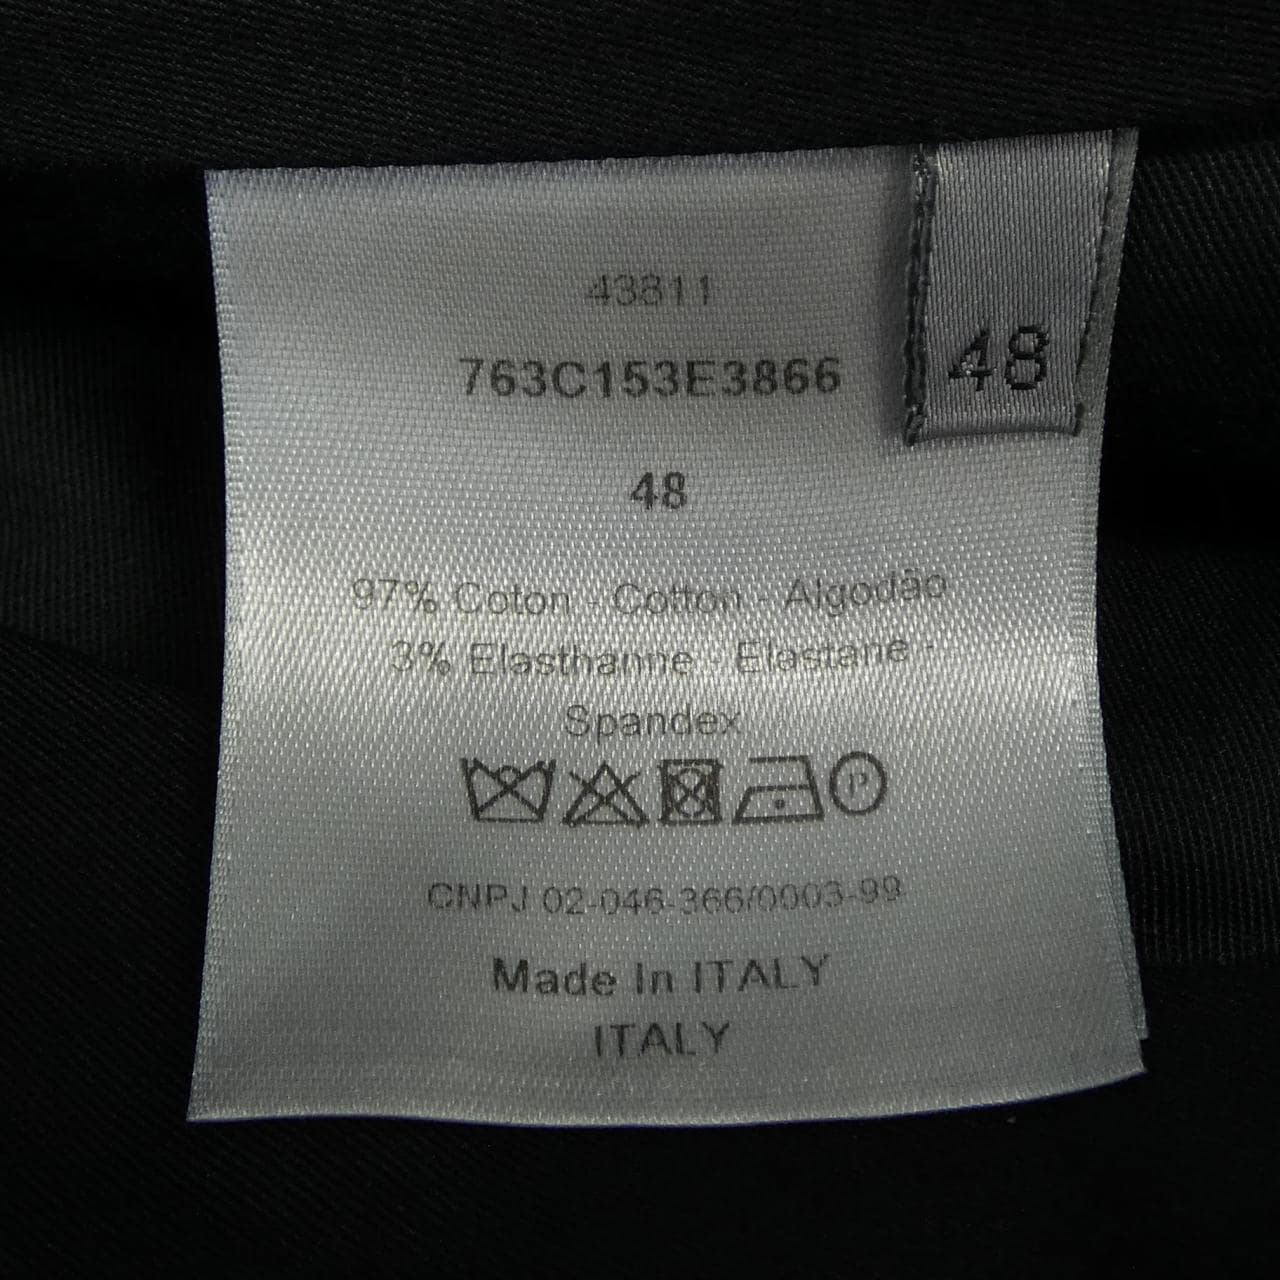 43811
763C153E3866
48
48
97% Coton - Cotton - Algodão
3% Elasthanne - Elastane -
Spandex
P
CNPJ 02-046-366/0003-99
Made In ITALY
ITALY